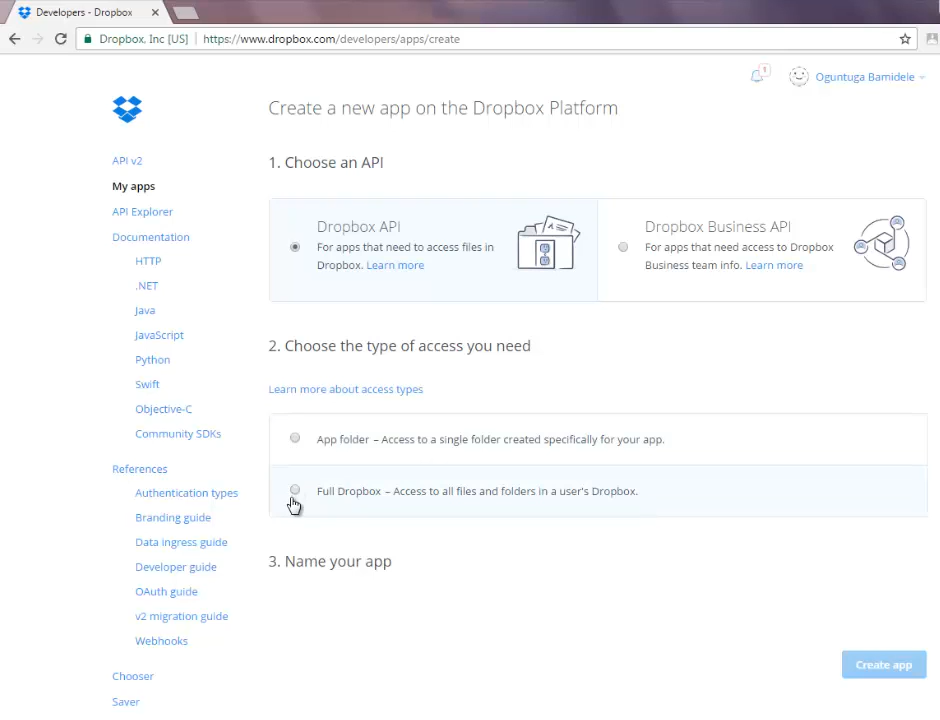 Developers - Dropbox
Dropbox, Inc [US] https://www.dropbox.com/developers/apps/create
1
Oguntuga Bamidele
Create a new app on the Dropbox Platform
API v2
My apps
API Explorer
Documentation
HTTP
.NET
Java
JavaScript
Python
Swift
Objective-C
Community SDKs
References
Authentication types
Branding guide
Data ingress guide
Developer guide
OAuth guide
v2 migration guide
Webhooks
Chooser
Saver
1. Choose an API
Dropbox API
For apps that need to access files in
Dropbox. Learn more
Dropbox Business API
For apps that need access to Dropbox
Business team info. Learn more
2. Choose the type of access you need
Learn more about access types
App folder – Access to a single folder created specifically for your app.
Full Dropbox – Access to all files and folders in a user's Dropbox.
3. Name your app
Create app